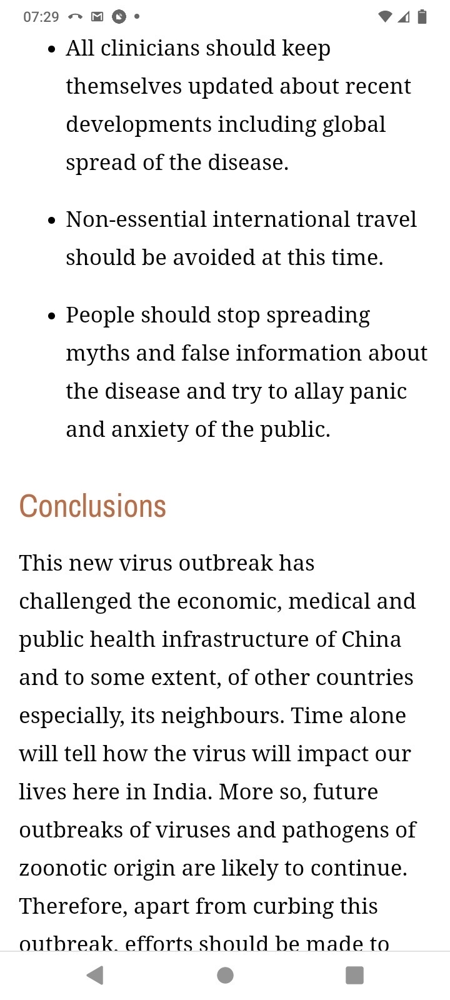 07:29
• All clinicians should keep
themselves updated about recent
developments including global
spread of the disease.
• Non-essential international travel
should be avoided at this time.
• People should stop spreading
myths and false information about
the disease and try to allay panic
and anxiety of the public.
Conclusions
This new virus outbreak has
challenged the economic, medical and
public health infrastructure of China
and to some extent, of other countries
especially, its neighbours. Time alone
will tell how the virus will impact our
lives here in India. More so, future
outbreaks of viruses and pathogens of
zoonotic origin are likely to continue.
Therefore, apart from curbing this
outbreak, efforts should be made to